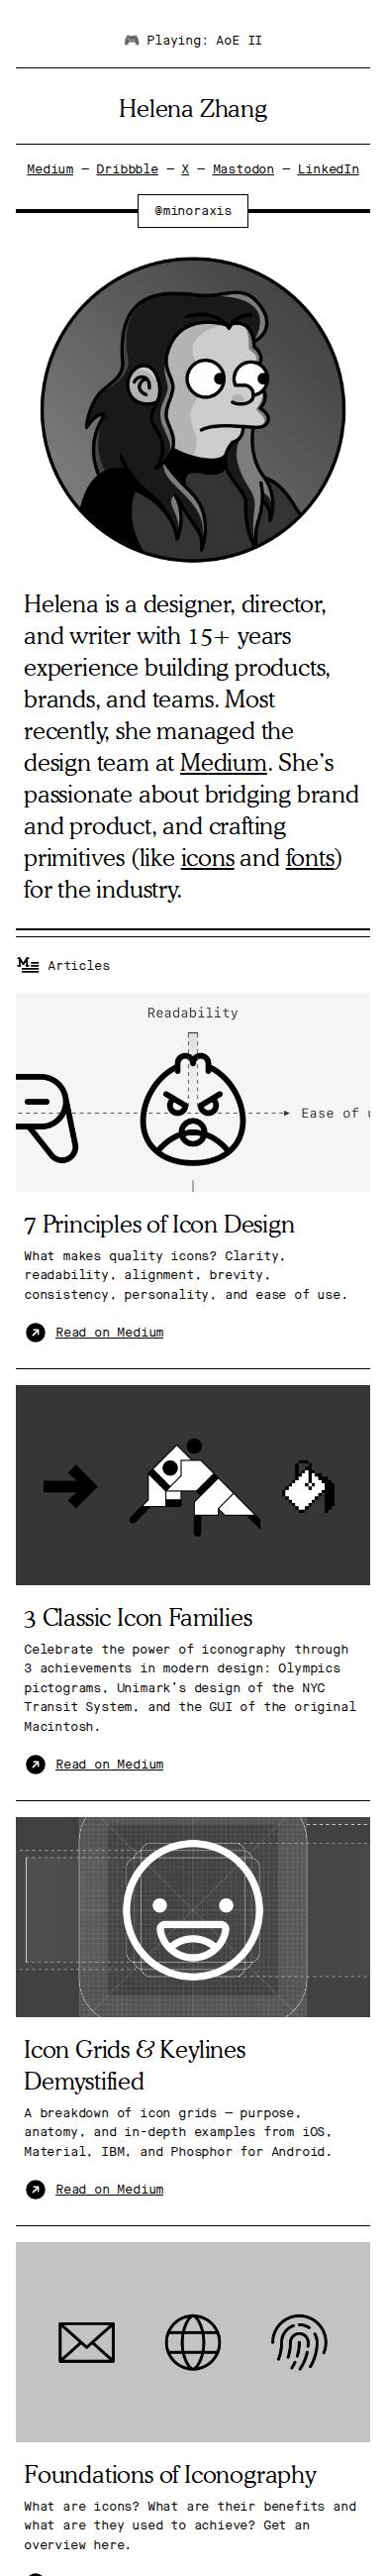 🎮 Playing: AoE II
Helena Zhang
Medium — Dribbble — X — Mastodon — LinkedIn
@minoraxis
Helena is a designer, director,
and writer with 15+ years
experience building products,
brands, and teams. Most
recently, she managed the
design team at Medium. She's
passionate about bridging brand
and product, and crafting
primitives (like icons and fonts)
for the industry.
Articles
Readability
Ease of
7 Principles of Icon Design
What makes quality icons? Clarity,
readability, alignment, brevity,
consistency, personality, and ease of use.
Read on Medium
3 Classic Icon Families
Celebrate the power of iconography through
3 achievements in modern design: Olympics
pictograms, Unimark's design of the NYC
Transit System, and the GUI of the original
Macintosh.
Read on Medium
Icon Grids & Keylines
Demystified
A breakdown of icon grids — purpose,
anatomy, and in-depth examples from iOS,
Material, IBM, and Phosphor for Android.
Read on Medium
Foundations of Iconography
What are icons? What are their benefits and
what are they used to achieve? Get an
overview here.